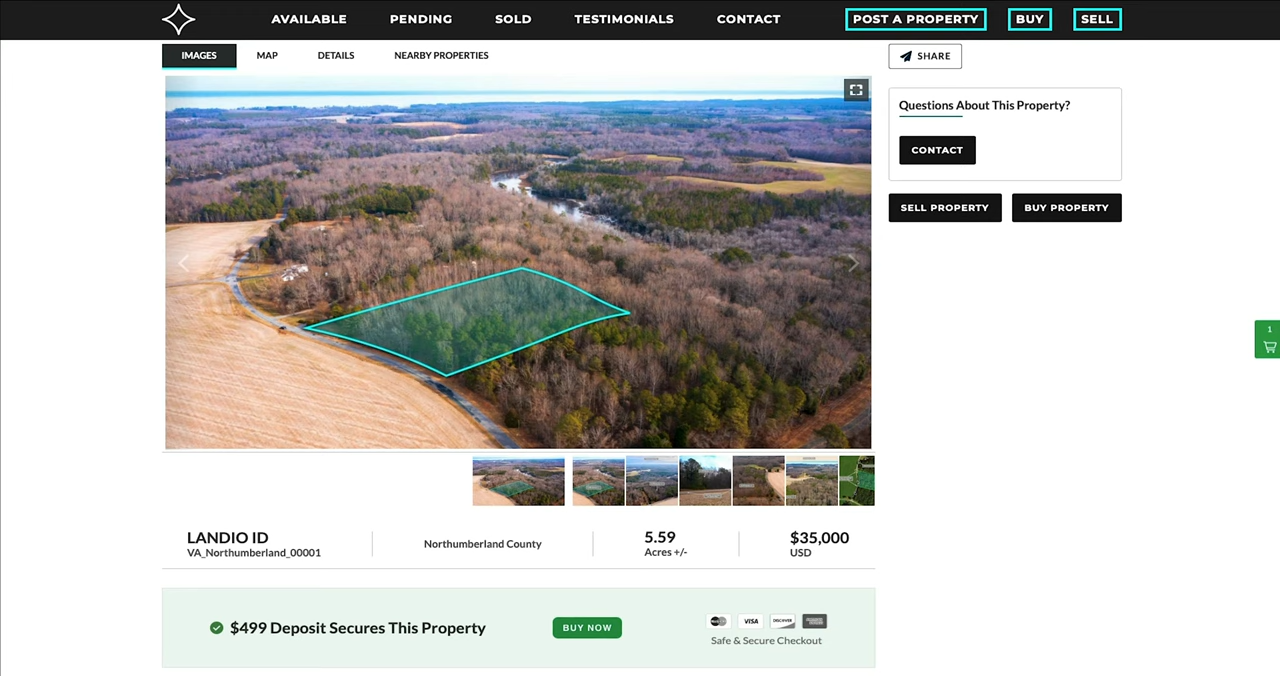 AVAILABLE PENDING SOLD TESTIMONIALS CONTACT POST A PROPERTY BUY SELL
IMAGES MAP DETAILS NEARBY PROPERTIES
SHARE
Questions About This Property?
CONTACT
SELL PROPERTY BUY PROPERTY
1
LANDIO ID
VA_Northumberland_00001
Northumberland County
5.59
Acres +/-
$35,000
USD
$499 Deposit Secures This Property
BUY NOW
VISA DISCOVER
Safe & Secure Checkout